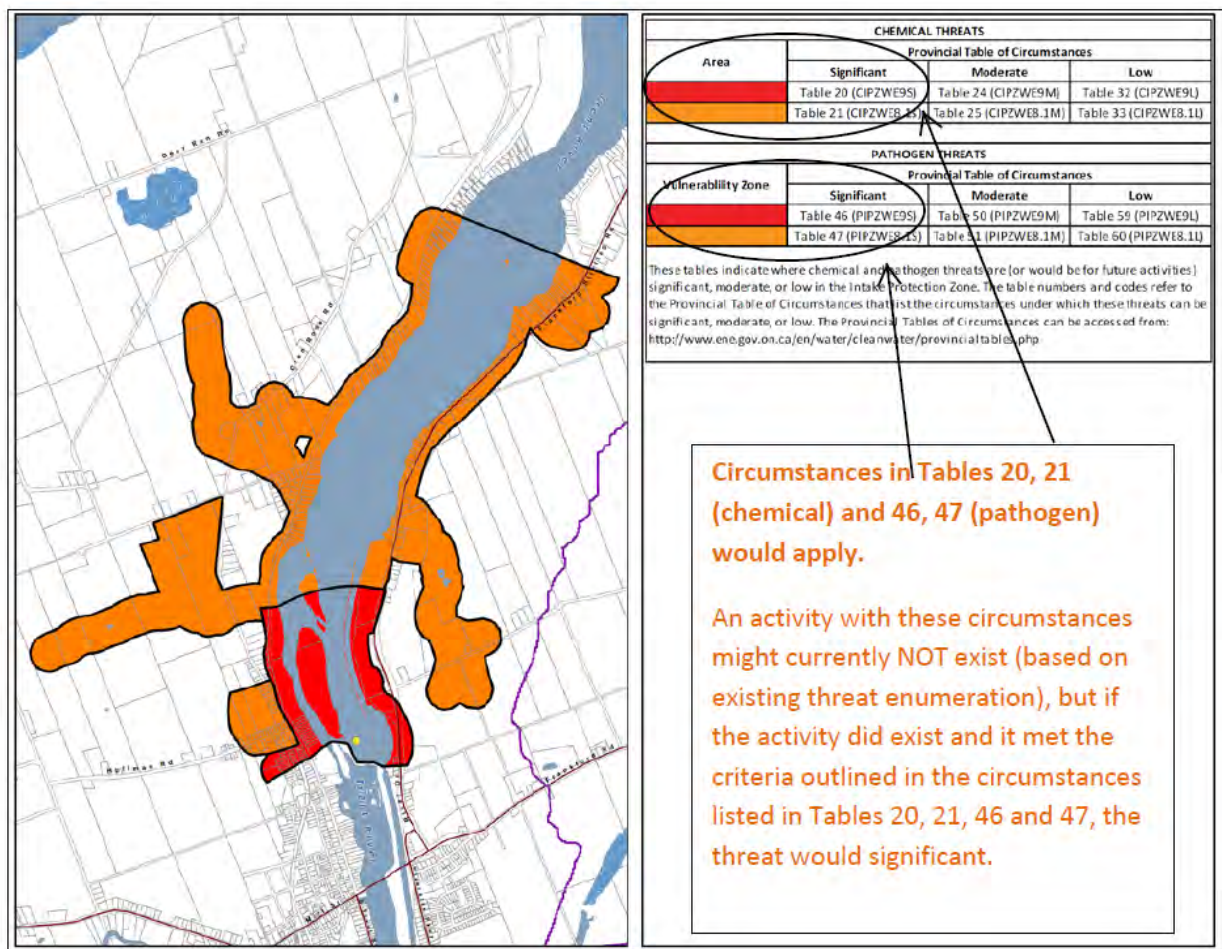 CHEMICAL THREATS
Area
Provincial Table of Circumstances
Significant Moderate Low
Table 20 (CIPZWE9S) Table 24 (CIPZWE9M) Table 32 (CIPZWE9L)
Table 21 (CIPZWE8.1S) Table 25 (CIPZWE8.1M) Table 33 (CIPZWE8.1L)
PATHOGEN THREATS
Vulnerability Zone
Provincial Table of Circumstances
Significant Moderate Low
Table 46 (PIPZWE9S) Table 50 (PIPZWE9M) Table 59 (PIPZWE9L)
Table 47 (PIPZWE8.1S) Table 51 (PIPZWE8.1M) Table 60 (PIPZWE8.1L)
These tables indicate where chemical and pathogen threats are (or would be for future activities)
significant, moderate, or low in the Intake Protection Zone. The table numbers and codes refer to
the Provincial Table of Circumstances that list the circumstances under which these threats can be
significant, moderate, or low. The Provincial Tables of Circumstances can be accessed from:
http://www.ene.gov.on.ca/en/water/cleanwater/provincialtables.php
Circumstances in Tables 20, 21
(chemical) and 46, 47 (pathogen)
would apply.
An activity with these circumstances
might currently NOT exist (based on
existing threat enumeration), but if
the activity did exist and it met the
criteria outlined in the circumstances
listed in Tables 20, 21, 46 and 47, the
threat would significant.
Glen Ross Rd
Trent River
Frankford Rd